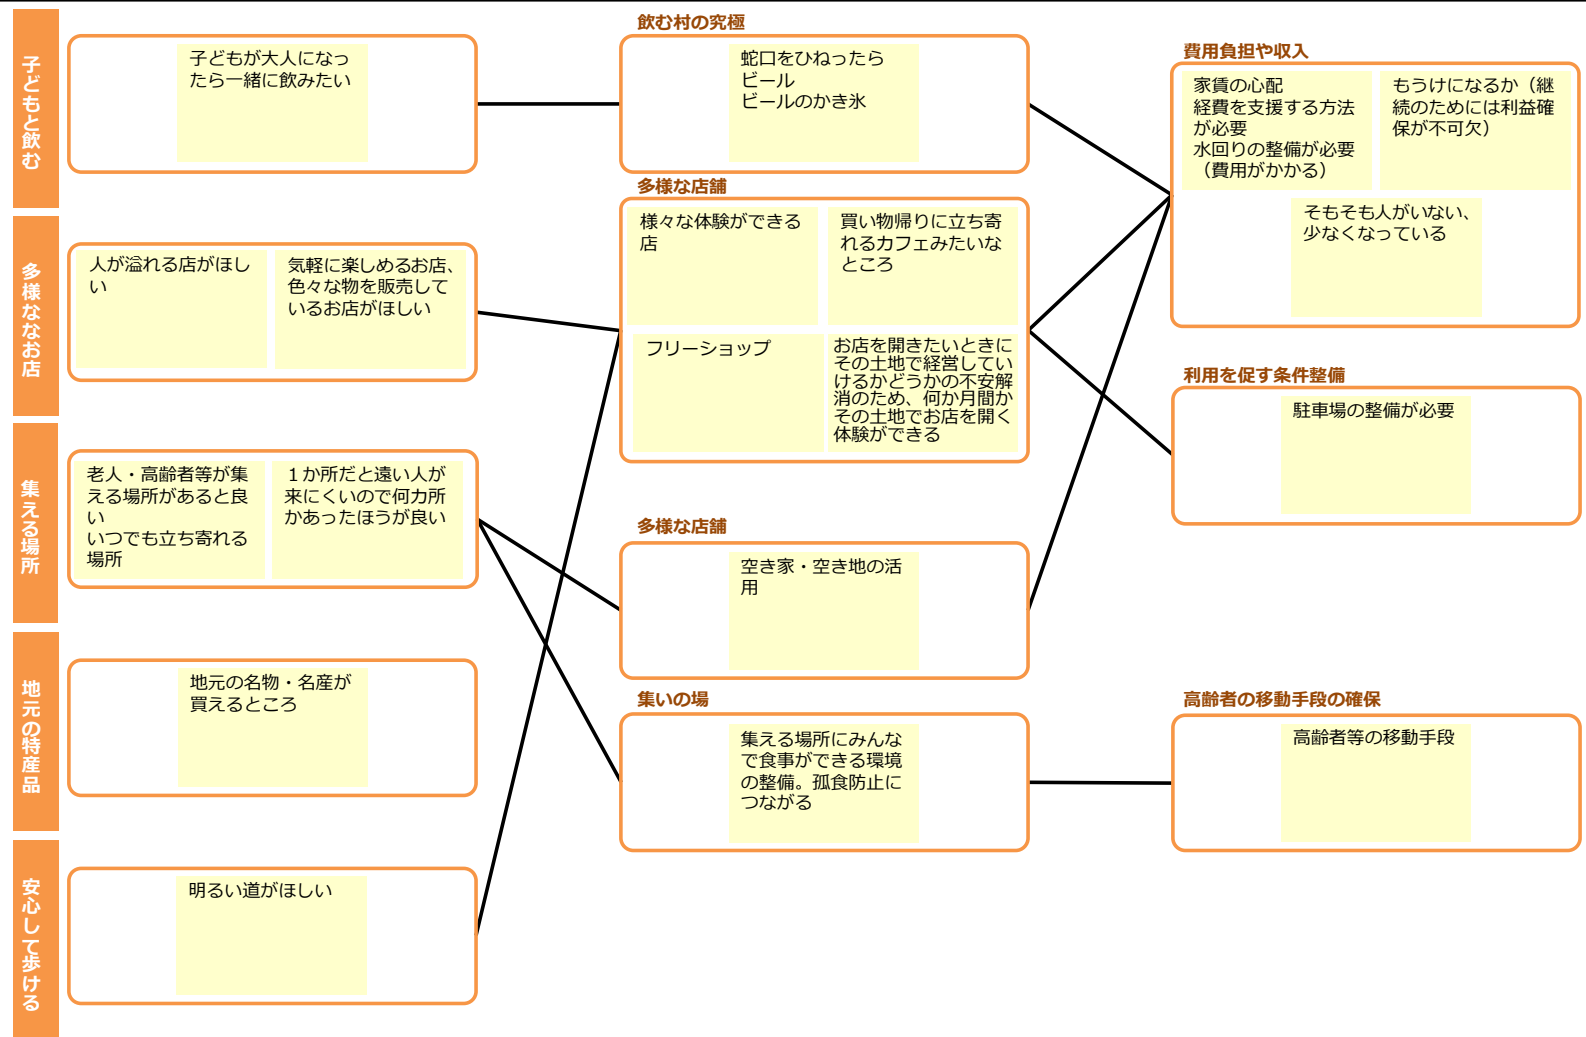 子どもと飲む
子どもが大人になっ
たら一緒に飲みたい
多様なお店
人が溢れる店がほし
い
気軽に楽しめるお店、
色々な物を販売して
いるお店がほしい
集える場所
老人・高齢者等が集
える場所があると良
い
いつでも立ち寄れる
場所
１か所だと遠い人が
来にくいので何カ所
かあったほうが良い
地元の特産品
地元の名物・名産が
買えるところ
安心して歩ける
明るい道がほしい
飲む村の究極
蛇口をひねったら
ビール
ビールのかき氷
多様な店舗
様々な体験ができる
店
買い物帰りに立ち寄
れるカフェみたいな
ところ
フリーショップ
お店を開きたいときに
その土地で経営してい
けるかどうかの不安解
消のため、何か月間か
その土地でお店を開く
体験ができる
多様な店舗
空き家・空き地の活
用
集いの場
集える場所にみんな
で食事ができる環境
の整備。孤食防止に
つながる
費用負担や収入
家賃の心配
経費を支援する方法
が必要
水回りの整備が必要
（費用がかかる）
もうけになるか（継
続のためには利益確
保が不可欠）
そもそも人がいない、
少なくなっている
利用を促す条件整備
駐車場の整備が必要
高齢者の移動手段の確保
高齢者等の移動手段